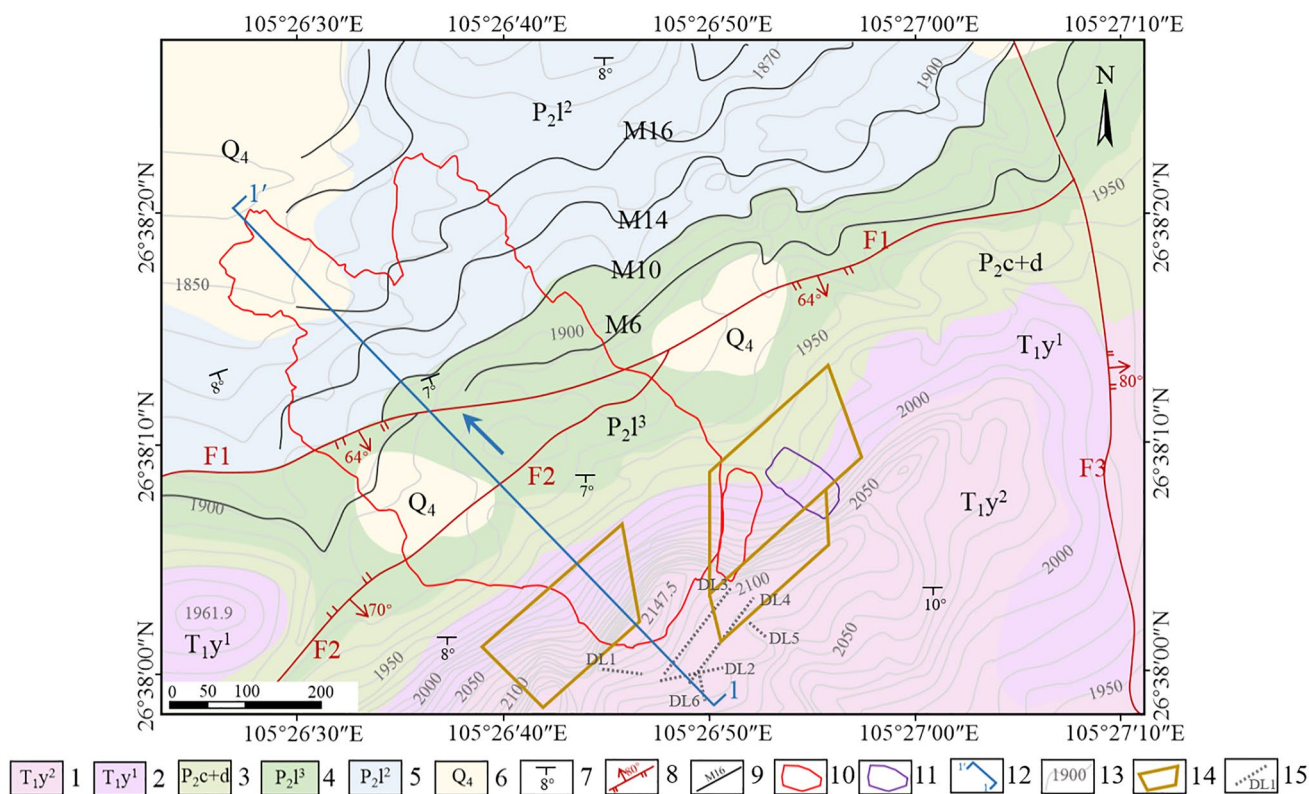 105°26′30″E 105°26′40″E 105°26′50″E 105°27′00″E 105°27′10″E
8°
1870
1900
N
P₂l²
M16
Q₄
26°38′20″N
1′
1950
26°38′20″N
M14
F1
P₂c+d
M10
1850
64°
M6
1900
Q₄
1950
T₁y¹
8°
7°
80°
2000
26°38′10″N
P₂l³
26°38′10″N
F1
64°
F2
7°
F3
2050
Q₄
T₁y²
1900
2000
DL3
2100
10°
2147.5
DL4
1961.9
70°
T₁y¹
8°
DL5
2050
F2
1950
DL1
DL2
26°38′00″N
26°38′00″N
2000
2050
2100
DL6
1
1950
0 50 100 200
105°26′30″E 105°26′40″E 105°26′50″E 105°27′00″E 105°27′10″E
T₁y² 1 T₁y¹ 2 P₂c+d 3 P₂l³ 4 P₂l² 5 Q₄ 6 8° 7 80° 8 M16 9 10 11 1′ 1 12 1900 13 14 DL1 15